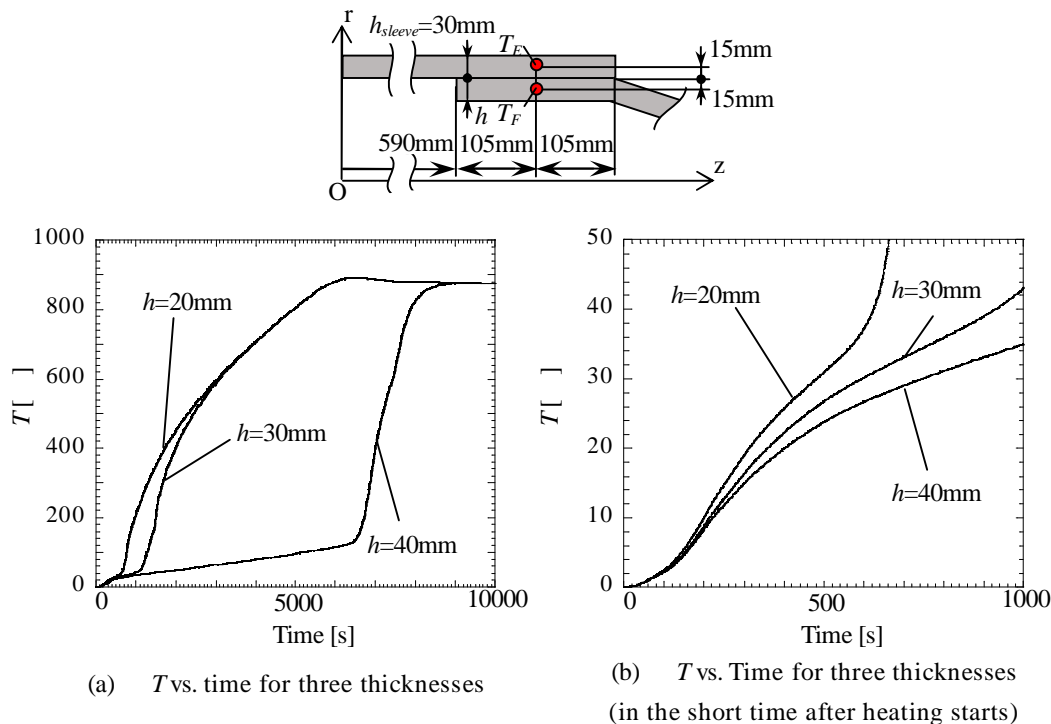 r
h_sleeve=30mm
T_E
15mm
15mm
h
T_F
590mm
105mm
105mm
z
O
1000
800
600
400
200
0
T [ ]
h=20mm
h=30mm
h=40mm
0
5000
10000
Time [s]
(a) T vs. time for three thicknesses
50
40
30
20
10
0
T [ ]
h=20mm
h=30mm
h=40mm
0
500
1000
Time [s]
(b) T vs. Time for three thicknesses
(in the short time after heating starts)